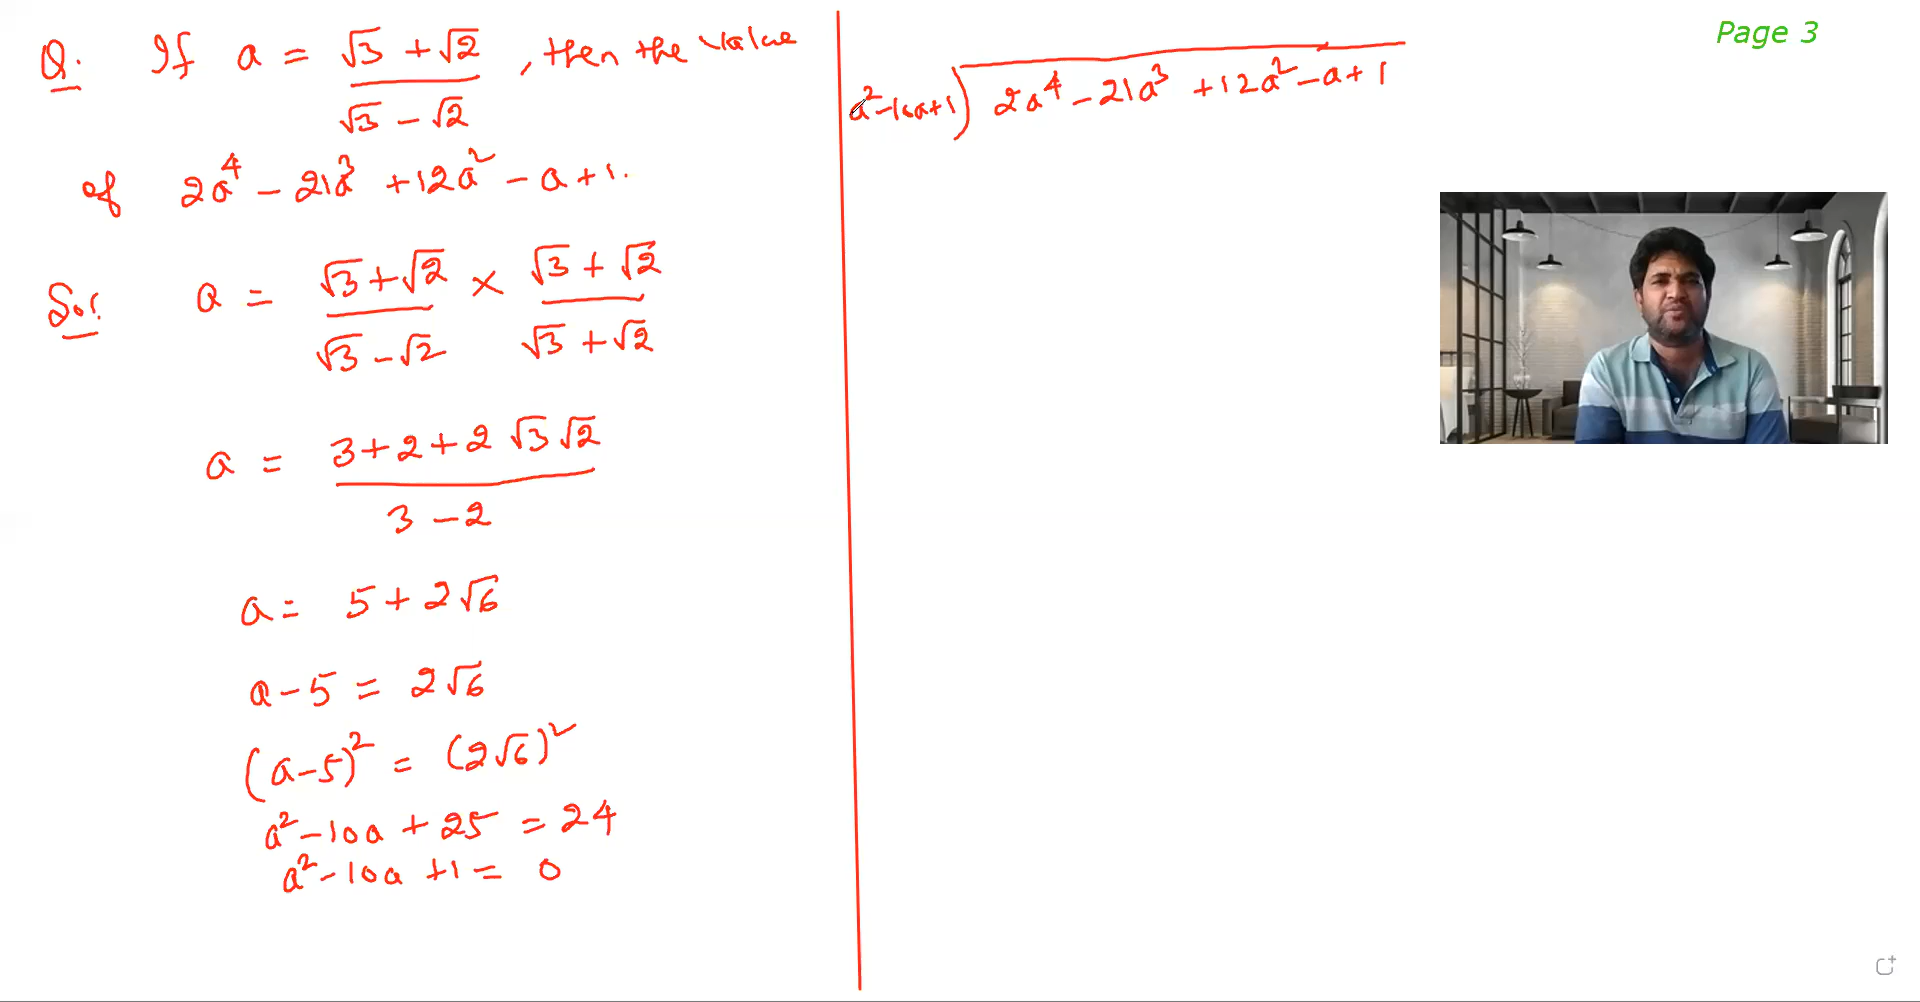 Q. If a = (√3 + √2)/(√3 − √2), then the value
of 2a⁴ − 21a³ + 12a² − a + 1.
Sol: a = (√3 + √2)/(√3 − √2) × (√3 + √2)/(√3 + √2)
a = (3 + 2 + 2√3√2)/(3 − 2)
a = 5 + 2√6
a − 5 = 2√6
(a − 5)² = (2√6)²
a² − 10a + 25 = 24
a² − 10a + 1 = 0
a² − 10a + 1 ) 2a⁴ − 21a³ + 12a² − a + 1
Page 3